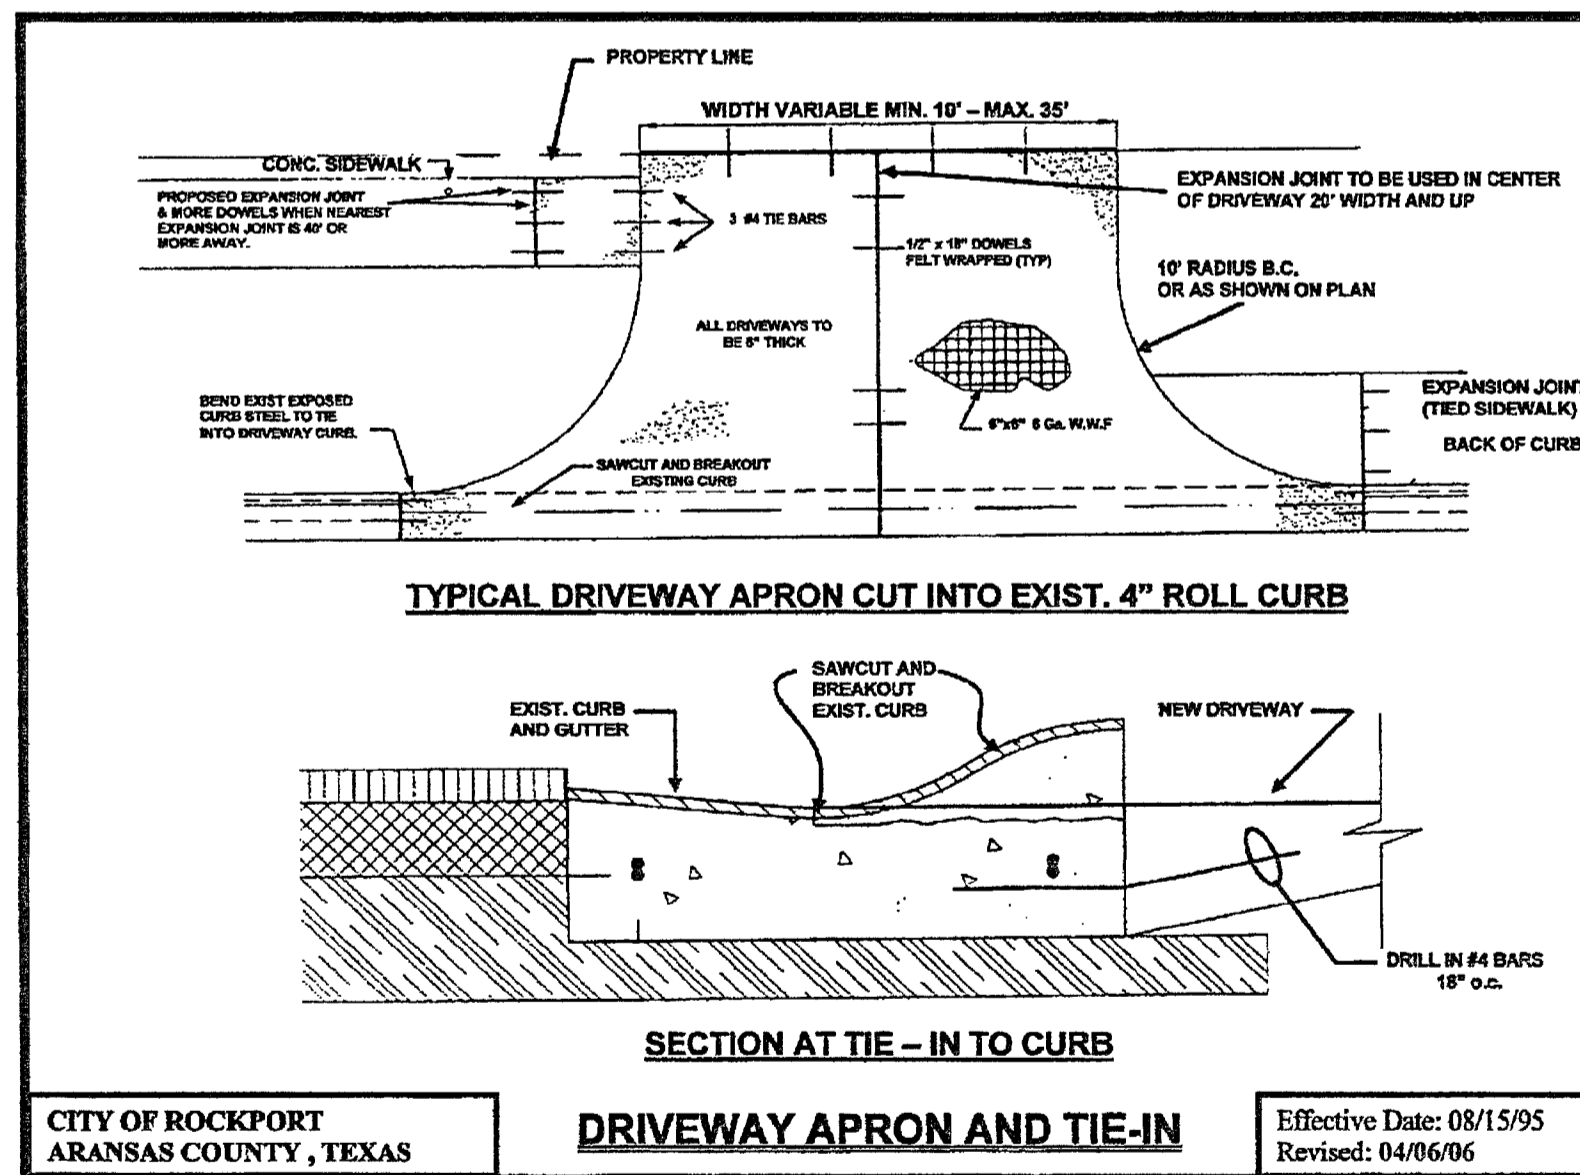 PROPERTY LINE
WIDTH VARIABLE MIN. 10' – MAX. 35'
CONC. SIDEWALK
PROPOSED EXPANSION JOINT
& MORE DOWELS WHEN NEAREST
EXPANSION JOINT IS 40' OR
MORE AWAY.
3 #4 TIE BARS
EXPANSION JOINT TO BE USED IN CENTER
OF DRIVEWAY 20' WIDTH AND UP
1/2" x 18" DOWELS
FELT WRAPPED (TYP)
10' RADIUS B.C.
OR AS SHOWN ON PLAN
ALL DRIVEWAYS TO
BE 6" THICK
BEND EXIST EXPOSED
CURB STEEL TO TIE
INTO DRIVEWAY CURB.
6"x6" 6 Ga. W.W.F
EXPANSION JOINT
(TIED SIDEWALK)
BACK OF CURB
SAWCUT AND BREAKOUT
EXISTING CURB
TYPICAL DRIVEWAY APRON CUT INTO EXIST. 4" ROLL CURB
SAWCUT AND
BREAKOUT
EXIST. CURB
EXIST. CURB
AND GUTTER
NEW DRIVEWAY
DRILL IN #4 BARS
18" o.c.
SECTION AT TIE – IN TO CURB
CITY OF ROCKPORT
ARANSAS COUNTY , TEXAS
DRIVEWAY APRON AND TIE-IN
Effective Date: 08/15/95
Revised: 04/06/06